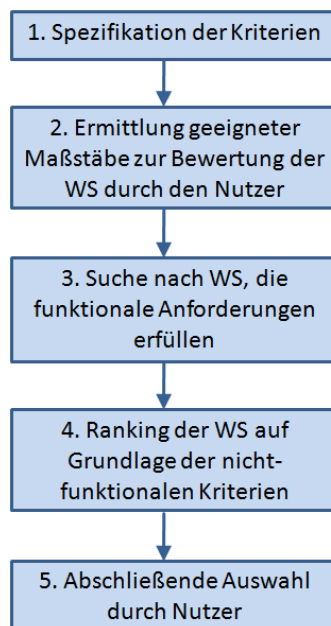 1. Spezifikation der Kriterien
2. Ermittlung geeigneter
Maßstäbe zur Bewertung der
WS durch den Nutzer
3. Suche nach WS, die
funktionale Anforderungen
erfüllen
4. Ranking der WS auf
Grundlage der nicht-
funktionalen Kriterien
5. Abschließende Auswahl
durch Nutzer